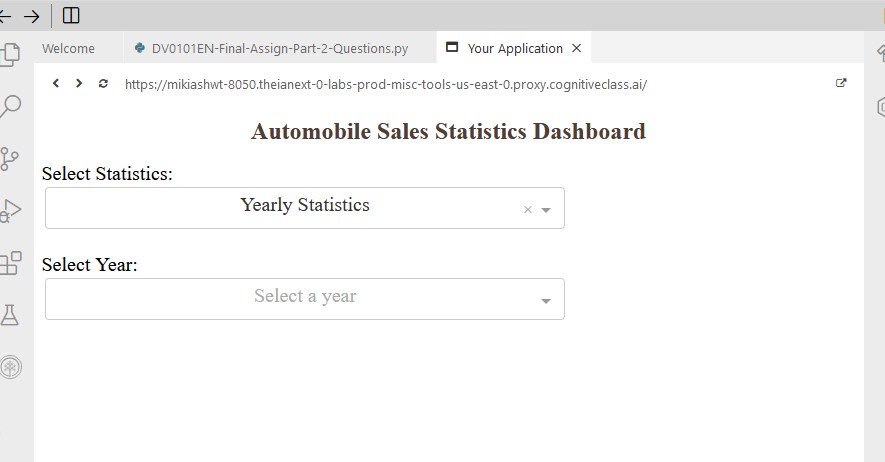 Welcome
DV0101EN-Final-Assign-Part-2-Questions.py
Your Application
https://mikiashwt-8050.theianext-0-labs-prod-misc-tools-us-east-0.proxy.cognitiveclass.ai/
Automobile Sales Statistics Dashboard
Select Statistics:
Yearly Statistics
Select Year:
Select a year